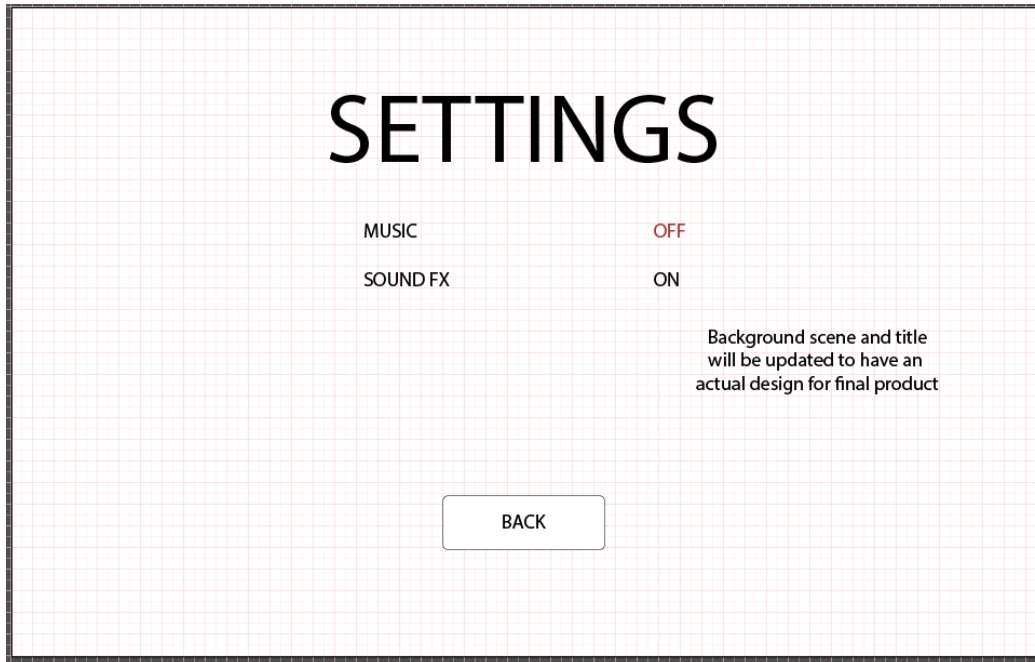 SETTINGS
MUSIC OFF
SOUND FX ON
Background scene and title
will be updated to have an
actual design for final product
BACK